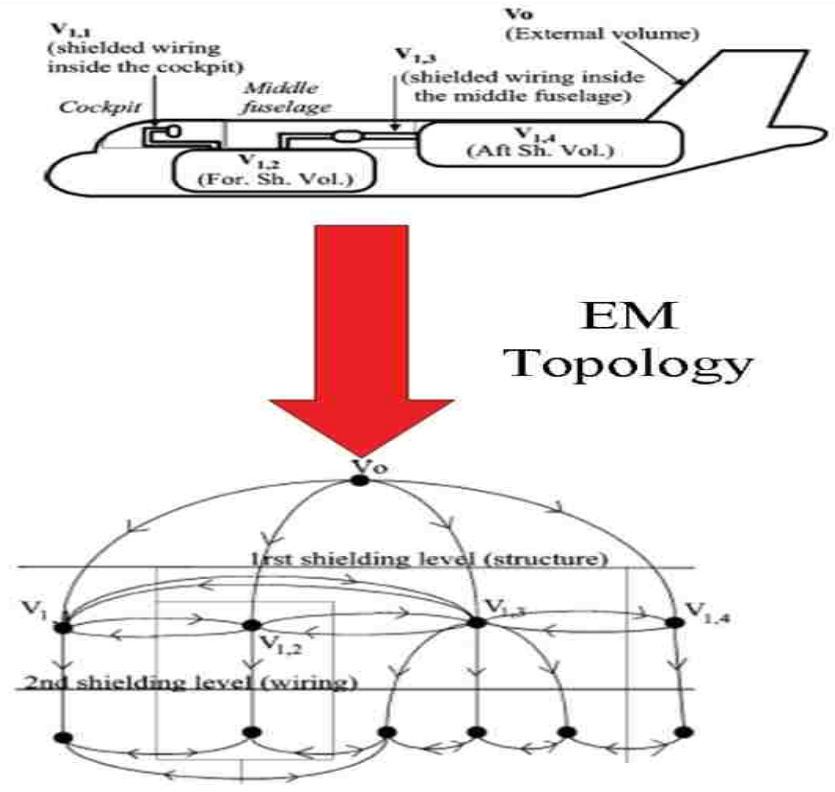 V1,1
(shielded wiring
inside the cockpit)
Cockpit
Middle
fuselage
V1,3
(shielded wiring inside
the middle fuselage)
Vo
(External volume)
V1,2
(For. Sh. Vol.)
V1,4
(Aft Sh. Vol.)
EM
Topology
Vo
1rst shielding level (structure)
V1
V1,2
V1,3
V1,4
2nd shielding level (wiring)